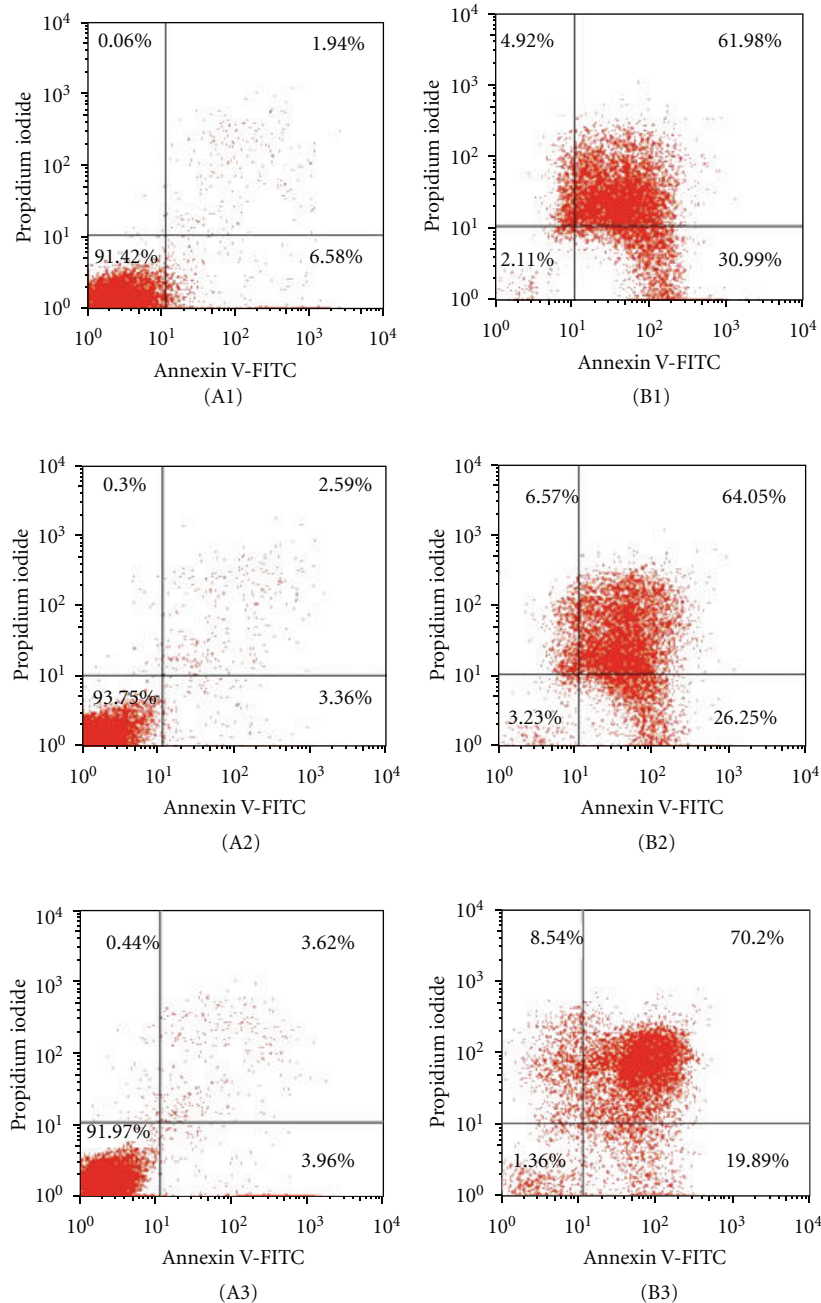 10^4
0.06%
1.94%
10^3
Propidium iodide
10^2
10^1
91.42%
6.58%
10^0
10^0 10^1 10^2 10^3 10^4
Annexin V-FITC
(A1)
10^4
4.92%
61.98%
10^3
Propidium iodide
10^2
10^1
2.11%
30.99%
10^0
10^0 10^1 10^2 10^3 10^4
Annexin V-FITC
(B1)
10^4
0.3%
2.59%
10^3
Propidium iodide
10^2
10^1
93.75%
3.36%
10^0
10^0 10^1 10^2 10^3 10^4
Annexin V-FITC
(A2)
10^4
6.57%
64.05%
10^3
Propidium iodide
10^2
10^1
3.23%
26.25%
10^0
10^0 10^1 10^2 10^3 10^4
Annexin V-FITC
(B2)
10^4
0.44%
3.62%
10^3
Propidium iodide
10^2
10^1
91.97%
3.96%
10^0
10^0 10^1 10^2 10^3 10^4
Annexin V-FITC
(A3)
10^4
8.54%
70.2%
10^3
Propidium iodide
10^2
10^1
1.36%
19.89%
10^0
10^0 10^1 10^2 10^3 10^4
Annexin V-FITC
(B3)